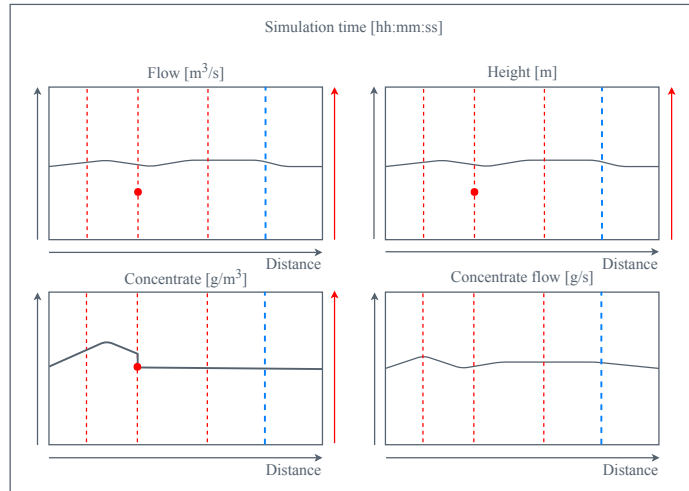 Simulation time [hh:mm:ss]
Flow [m³/s]
Height [m]
Distance
Distance
Concentrate [g/m³]
Concentrate flow [g/s]
Distance
Distance